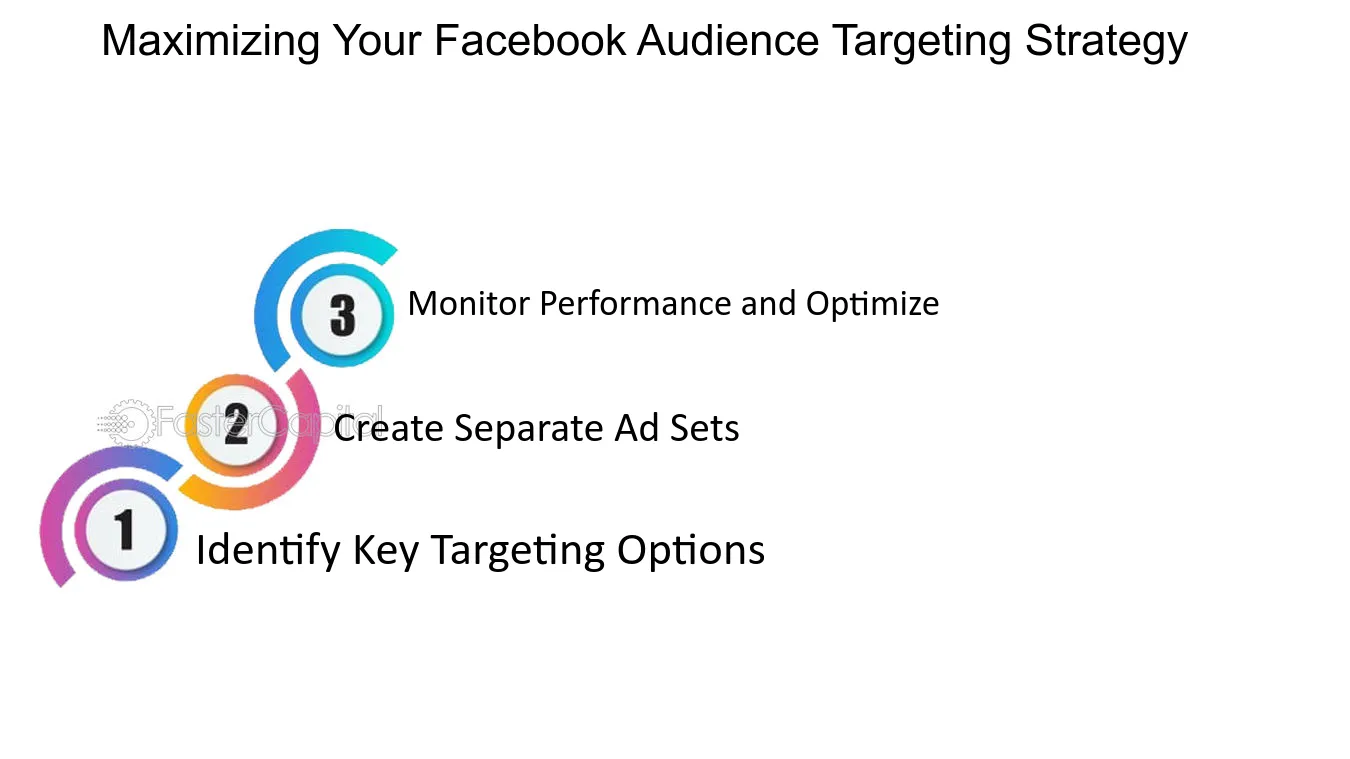 Maximizing Your Facebook Audience Targeting Strategy
3 Monitor Performance and Optimize
FasterCapital
2 Create Separate Ad Sets
1 Identify Key Targeting Options